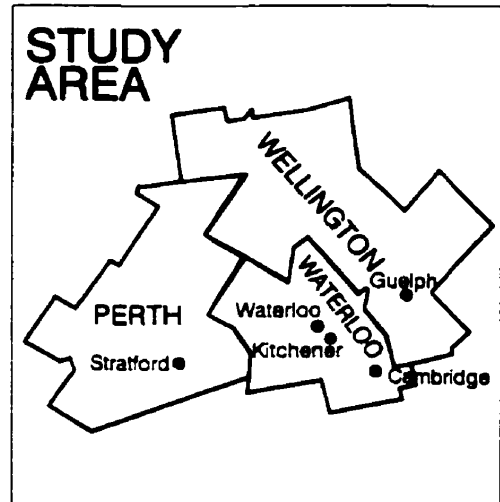 STUDY
AREA
WELLINGTON
Guelph
WATERLOO
Waterloo
PERTH
Kitchener
Stratford
Cambridge